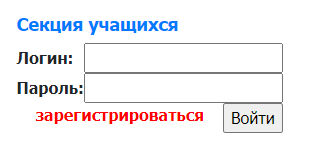 Секция учащихся
Логин:
Пароль:
зарегистрироваться Войти